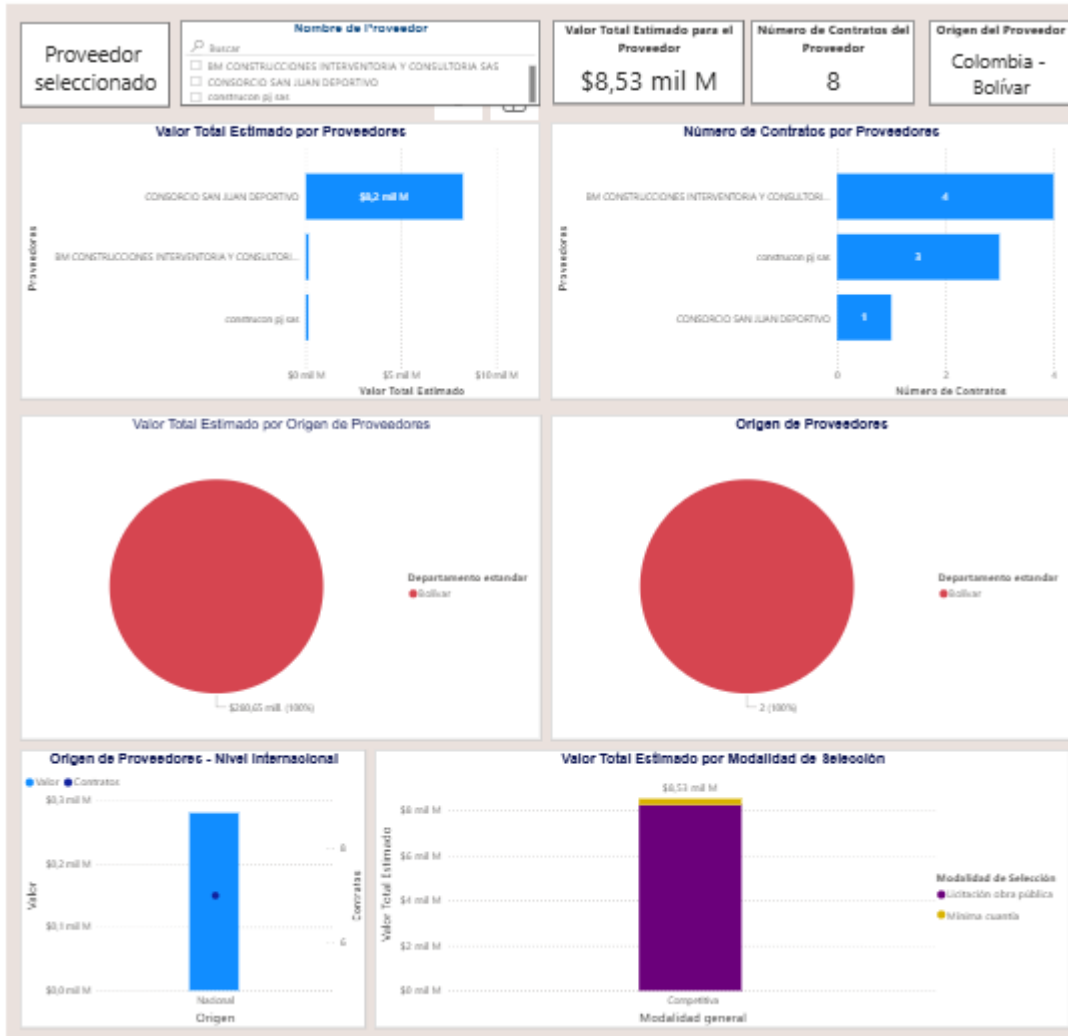 Proveedor
seleccionado
Nombre de Proveedor
Buscar
BM CONSTRUCCIONES INTERVENTORIA Y CONSULTORIA SAS
CONSORCIO SAN JUAN DEPORTIVO
construcon pj sas
Valor Total Estimado para el
Proveedor
$8,53 mil M
Número de Contratos del
Proveedor
8
Origen del Proveedor
Colombia -
Bolívar
Valor Total Estimado por Proveedores
Proveedores
CONSORCIO SAN JUAN DEPORTIVO
$8,2 mil M
BM CONSTRUCCIONES INTERVENTORIA Y CONSULTORI...
construcon pj sas
$0 mil M
$5 mil M
$10 mil M
Valor Total Estimado
Número de Contratos por Proveedores
Proveedores
BM CONSTRUCCIONES INTERVENTORIA Y CONSULTORI...
4
construcon pj sas
3
CONSORCIO SAN JUAN DEPORTIVO
1
0
2
4
Número de Contratos
Valor Total Estimado por Origen de Proveedores
Departamento estandar
Bolívar
$280,65 mill. (100%)
Origen de Proveedores
Departamento estandar
Bolívar
2 (100%)
Origen de Proveedores - Nivel Internacional
Valor
Contratos
$0,3 mil M
$0,2 mil M
$0,1 mil M
$0,0 mil M
Valor
8
6
Contratos
Nacional
Origen
Valor Total Estimado por Modalidad de Selección
$8,53 mil M
$8 mil M
$6 mil M
$4 mil M
$2 mil M
$0 mil M
Valor Total Estimado
Competitiva
Modalidad general
Modalidad de Selección
Licitación obra pública
Mínima cuantía